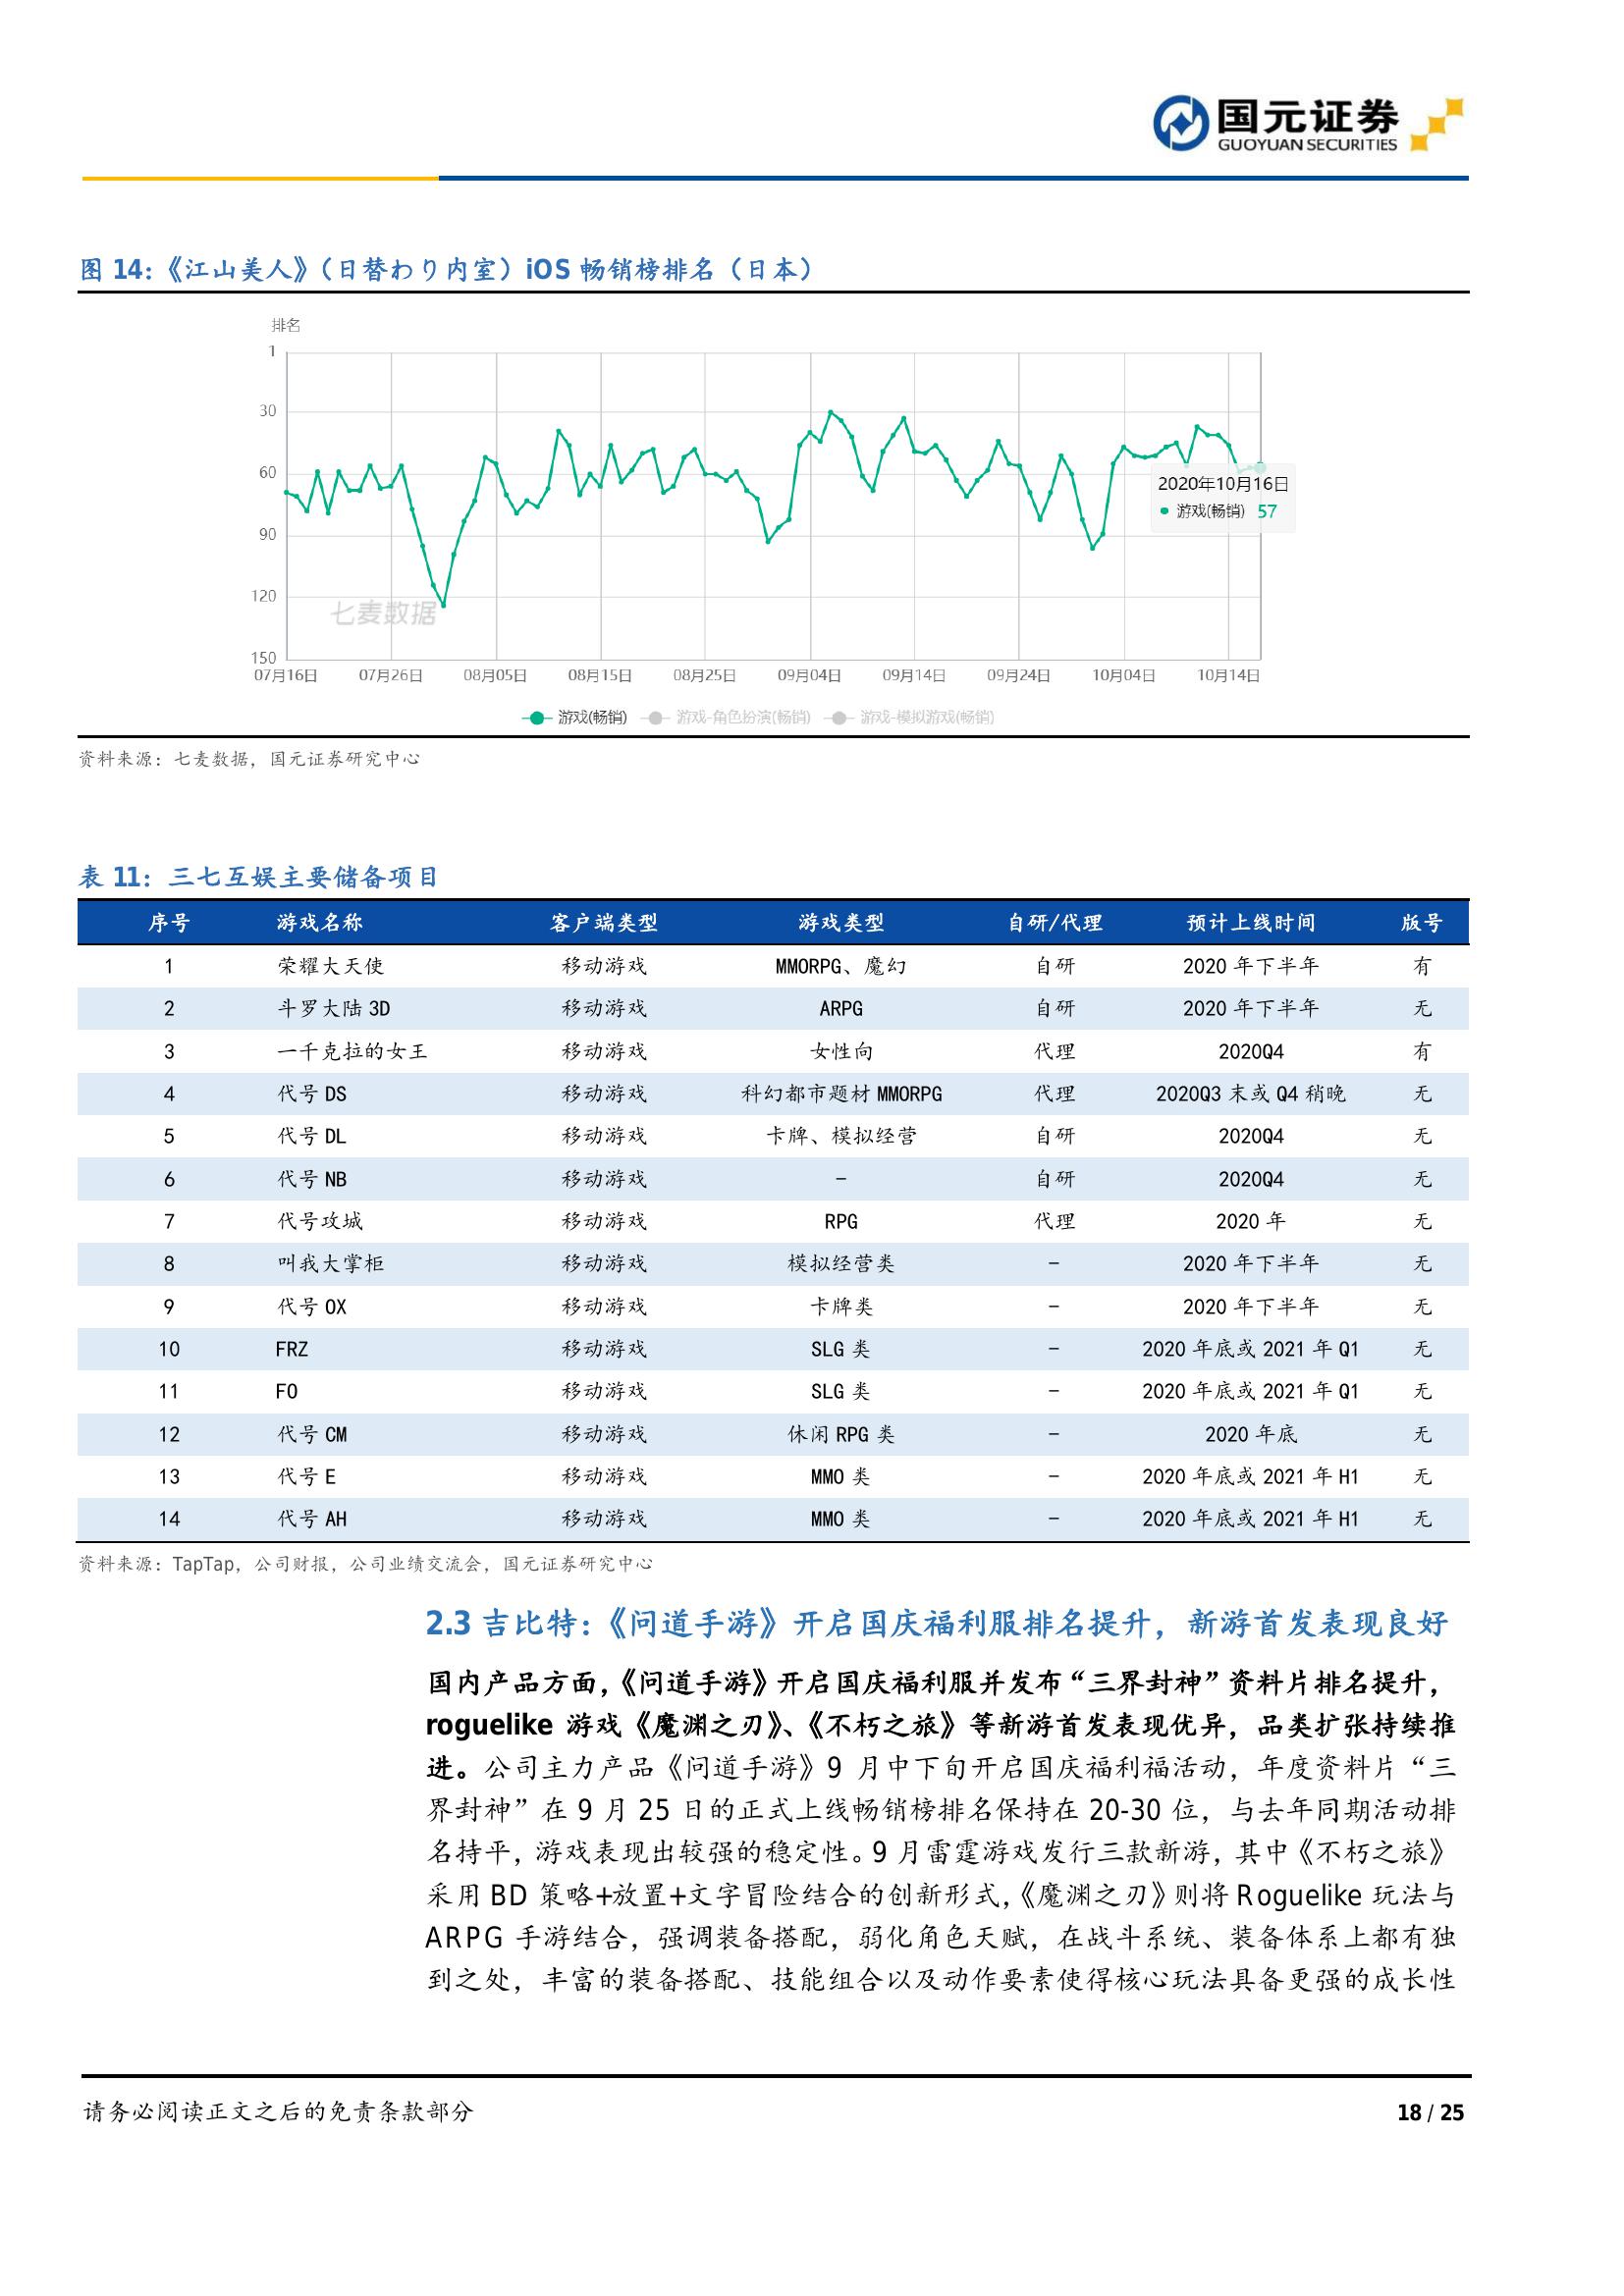 国元证券
GUOYUAN SECURITIES
图 14:《江山美人》（日替わり内室）iOS 畅销榜排名（日本）
排名
1
30
60
90
120
150
七麦数据
2020年10月16日
游戏(畅销) 57
07月16日 07月26日 08月05日 08月15日 08月25日 09月04日 09月14日 09月24日 10月04日 10月14日
游戏(畅销) 游戏-角色扮演(畅销) 游戏-模拟游戏(畅销)
资料来源：七麦数据，国元证券研究中心
表 11：三七互娱主要储备项目
序号 游戏名称 客户端类型 游戏类型 自研/代理 预计上线时间 版号
1 荣耀大天使 移动游戏 MMORPG、魔幻 自研 2020 年下半年 有
2 斗罗大陆 3D 移动游戏 ARPG 自研 2020 年下半年 无
3 一千克拉的女王 移动游戏 女性向 代理 2020Q4 有
4 代号 DS 移动游戏 科幻都市题材 MMORPG 代理 2020Q3 末或 Q4 稍晚 无
5 代号 DL 移动游戏 卡牌、模拟经营 自研 2020Q4 无
6 代号 NB 移动游戏 - 自研 2020Q4 无
7 代号攻城 移动游戏 RPG 代理 2020 年 无
8 叫我大掌柜 移动游戏 模拟经营类 - 2020 年下半年 无
9 代号 OX 移动游戏 卡牌类 - 2020 年下半年 无
10 FRZ 移动游戏 SLG 类 - 2020 年底或 2021 年 Q1 无
11 FO 移动游戏 SLG 类 - 2020 年底或 2021 年 Q1 无
12 代号 CM 移动游戏 休闲 RPG 类 - 2020 年底 无
13 代号 E 移动游戏 MMO 类 - 2020 年底或 2021 年 H1 无
14 代号 AH 移动游戏 MMO 类 - 2020 年底或 2021 年 H1 无
资料来源：TapTap，公司财报，公司业绩交流会，国元证券研究中心
2.3 吉比特：《问道手游》开启国庆福利服排名提升，新游首发表现良好
国内产品方面，《问道手游》开启国庆福利服并发布“三界封神”资料片排名提升，
roguelike 游戏《魔渊之刃》、《不朽之旅》等新游首发表现优异，品类扩张持续推
进。公司主力产品《问道手游》9 月中下旬开启国庆福利福活动，年度资料片“三
界封神”在 9 月 25 日的正式上线畅销榜排名保持在 20-30 位，与去年同期活动排
名持平，游戏表现出较强的稳定性。9 月雷霆游戏发行三款新游，其中《不朽之旅》
采用 BD 策略+放置+文字冒险结合的创新形式，《魔渊之刃》则将 Roguelike 玩法与
ARPG 手游结合，强调装备搭配，弱化角色天赋，在战斗系统、装备体系上都有独
到之处，丰富的装备搭配、技能组合以及动作要素使得核心玩法具备更强的成长性
请务必阅读正文之后的免责条款部分 18 / 25